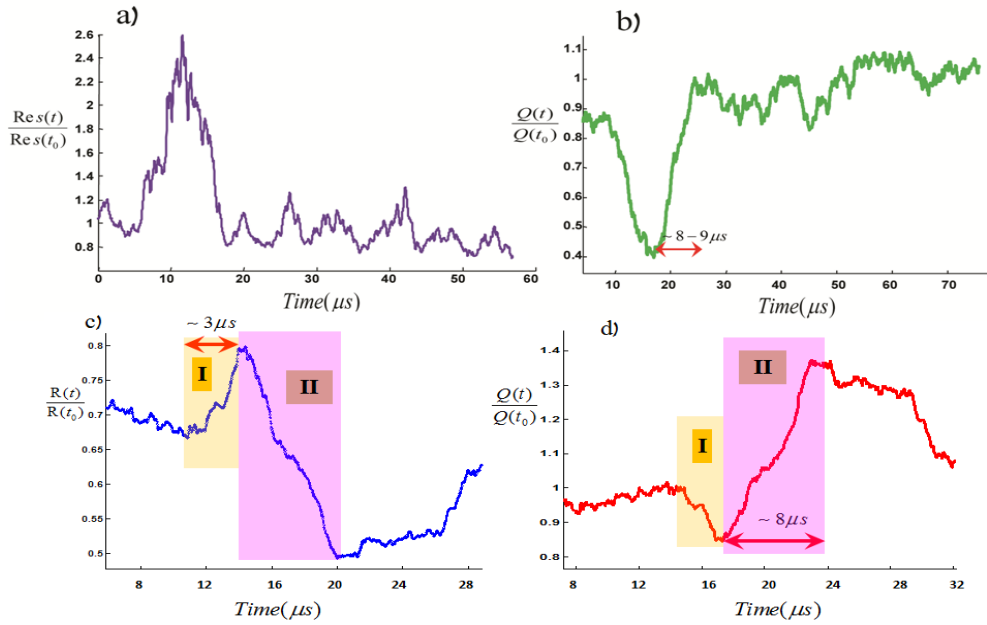 a)
Re s(t)
Res(t₀)
2.6
2.4
2.2
2
1.8
1.6
1.4
1.2
1
0.8
0
10
20
30
40
50
60
Time(μs)
b)
Q(t)
Q(t₀)
1.1
1
0.9
0.8
0.7
0.6
0.5
0.4
~ 8 – 9 μs
10
20
30
40
50
60
70
Time(μs)
c)
~ 3 μs
R(t)
R(t₀)
0.8
0.75
0.7
0.65
0.6
0.55
0.5
I
II
8
12
16
20
24
28
Time(μs)
d)
Q(t)
Q(t₀)
1.4
1.3
1.2
1.1
1
0.9
0.8
I
II
~ 8μs
8
12
16
20
24
28
32
Time(μs)